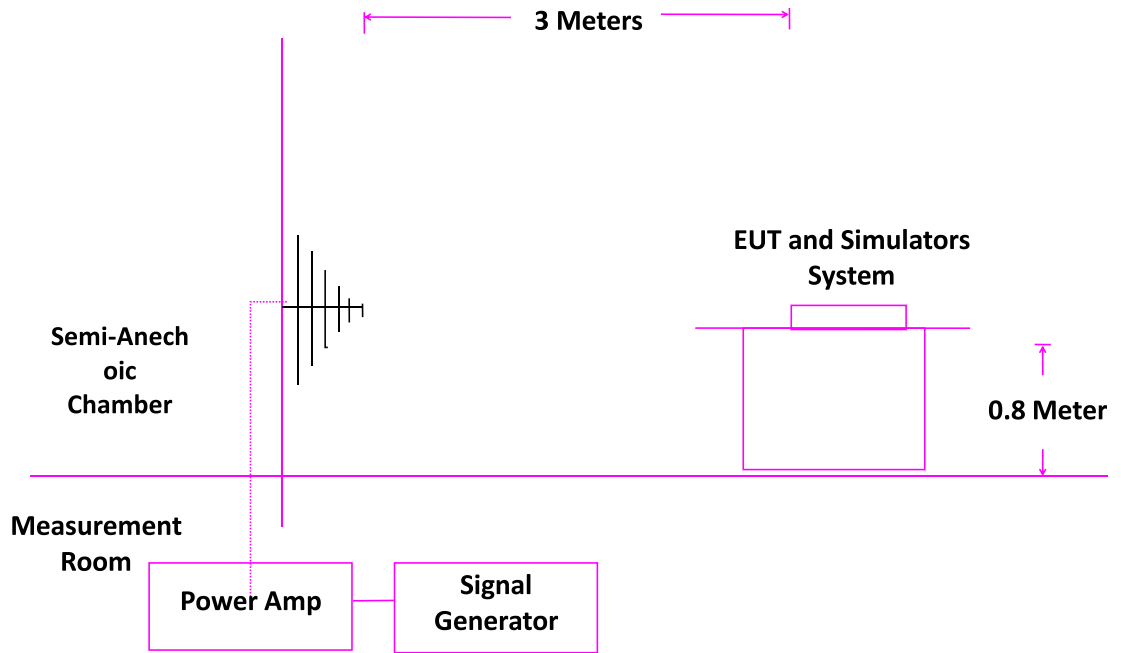 3 Meters
EUT and Simulators
System
Semi-Anech
oic
Chamber
0.8 Meter
Measurement
Room
Power Amp
Signal
Generator